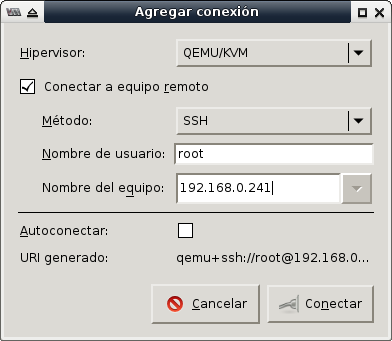 Agregar conexión
Hipervisor: QEMU/KVM
Conectar a equipo remoto
Método: SSH
Nombre de usuario: root
Nombre del equipo: 192.168.0.241
Autoconectar:
URI generado: qemu+ssh://root@192.168.0...
Cancelar Conectar